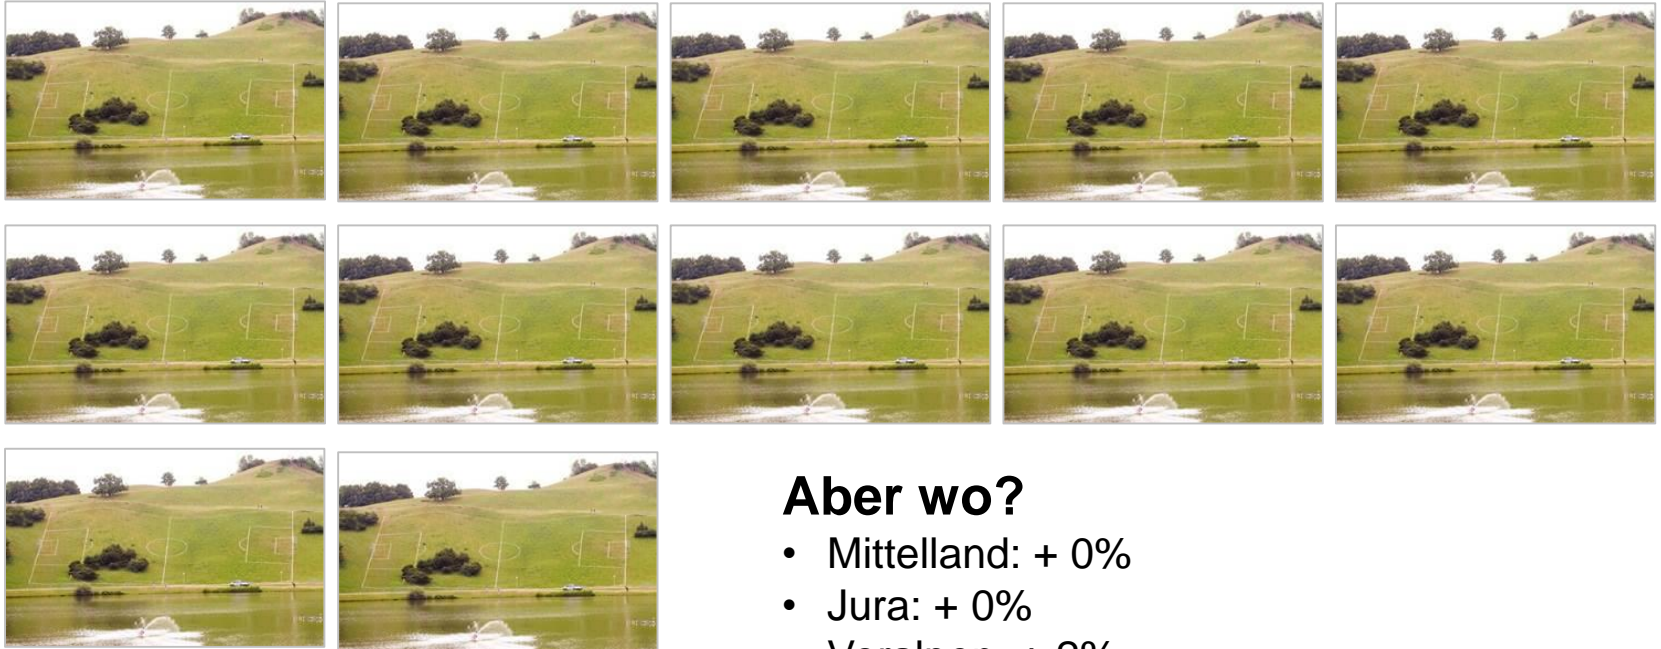 Aber wo?
• Mittelland: + 0%
• Jura: + 0%